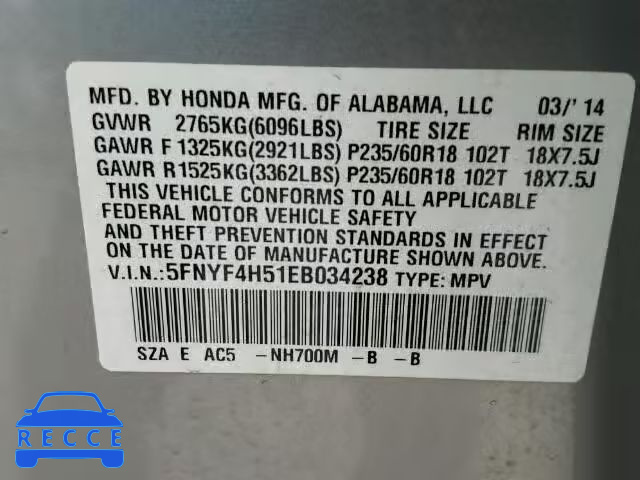 MFD. BY HONDA MFG. OF ALABAMA, LLC 03/' 14
GVWR 2765KG(6096LBS) TIRE SIZE RIM SIZE
GAWR F 1325KG(2921LBS) P235/60R18 102T 18X7.5J
GAWR R1525KG(3362LBS) P235/60R18 102T 18X7.5J
THIS VEHICLE CONFORMS TO ALL APPLICABLE
FEDERAL MOTOR VEHICLE SAFETY
AND THEFT PREVENTION STANDARDS IN EFFECT
ON THE DATE OF MANUFACTURE SHOWN ABOVE.
V.I.N.:5FNYF4H51EB034238 TYPE: MPV
SZA E AC5 -NH700M -B -B
RECCE